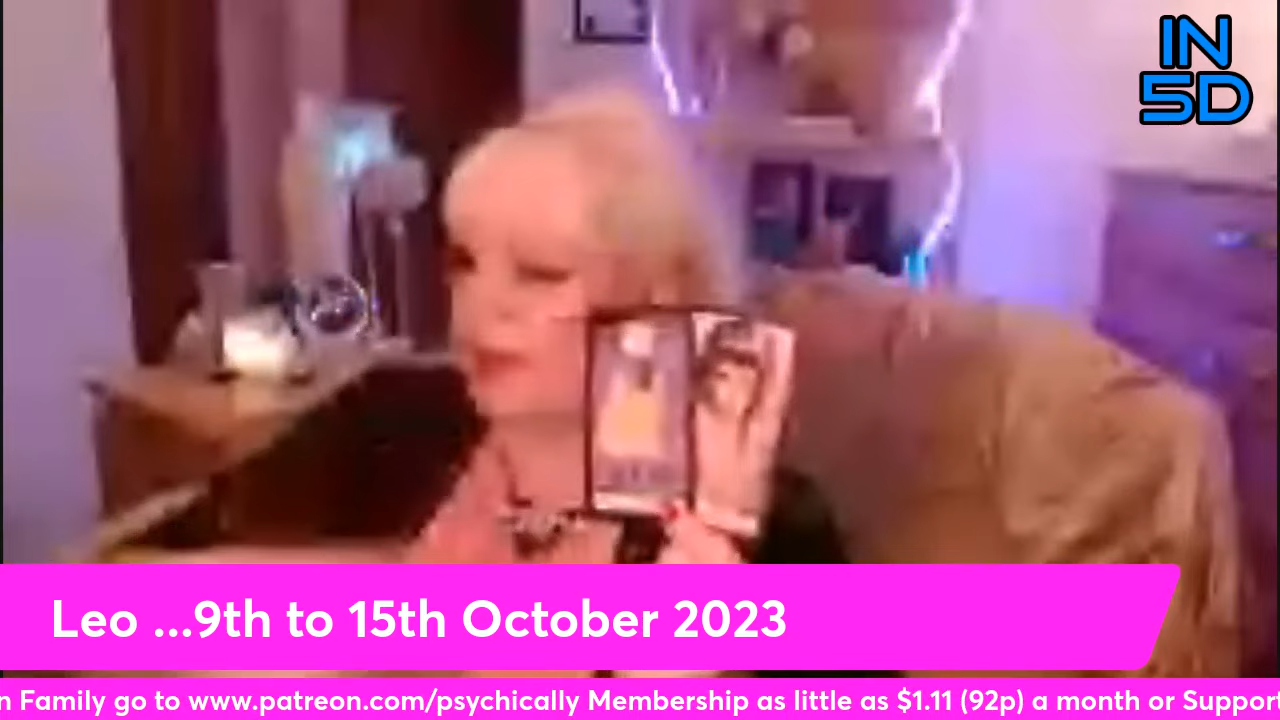 IN
5D
Leo ...9th to 15th October 2023
n Family go to www.patreon.com/psychically Membership as little as $1.11 (92p) a month or Support